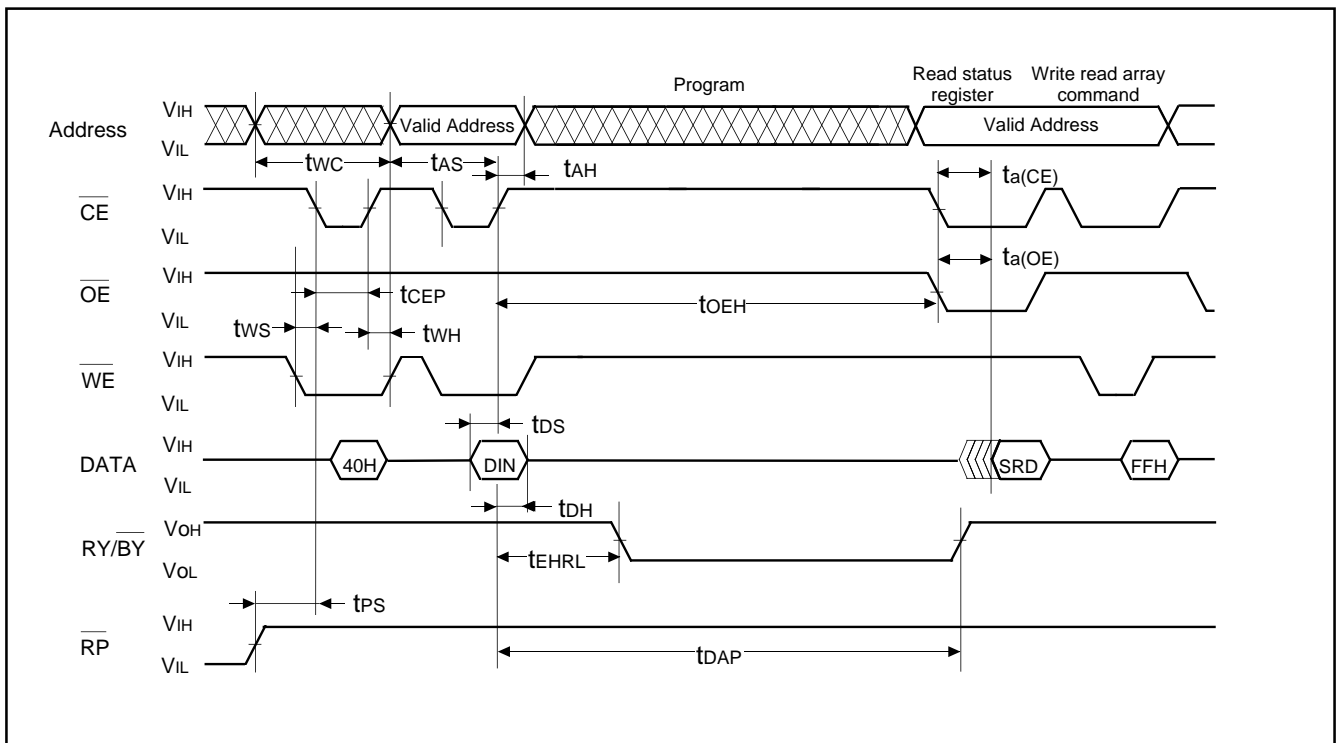 Program
Read status register
Write read array command
Address
VIH
VIL
Valid Address
Valid Address
tWC
tAS
tAH
ta(CE)
CE
VIH
VIL
ta(OE)
OE
VIH
VIL
tCEP
tOEH
tWS
tWH
WE
VIH
VIL
tDS
DATA
VIH
VIL
40H
DIN
SRD
FFH
tDH
RY/BY
VOH
VOL
tEHRL
tPS
RP
VIH
VIL
tDAP